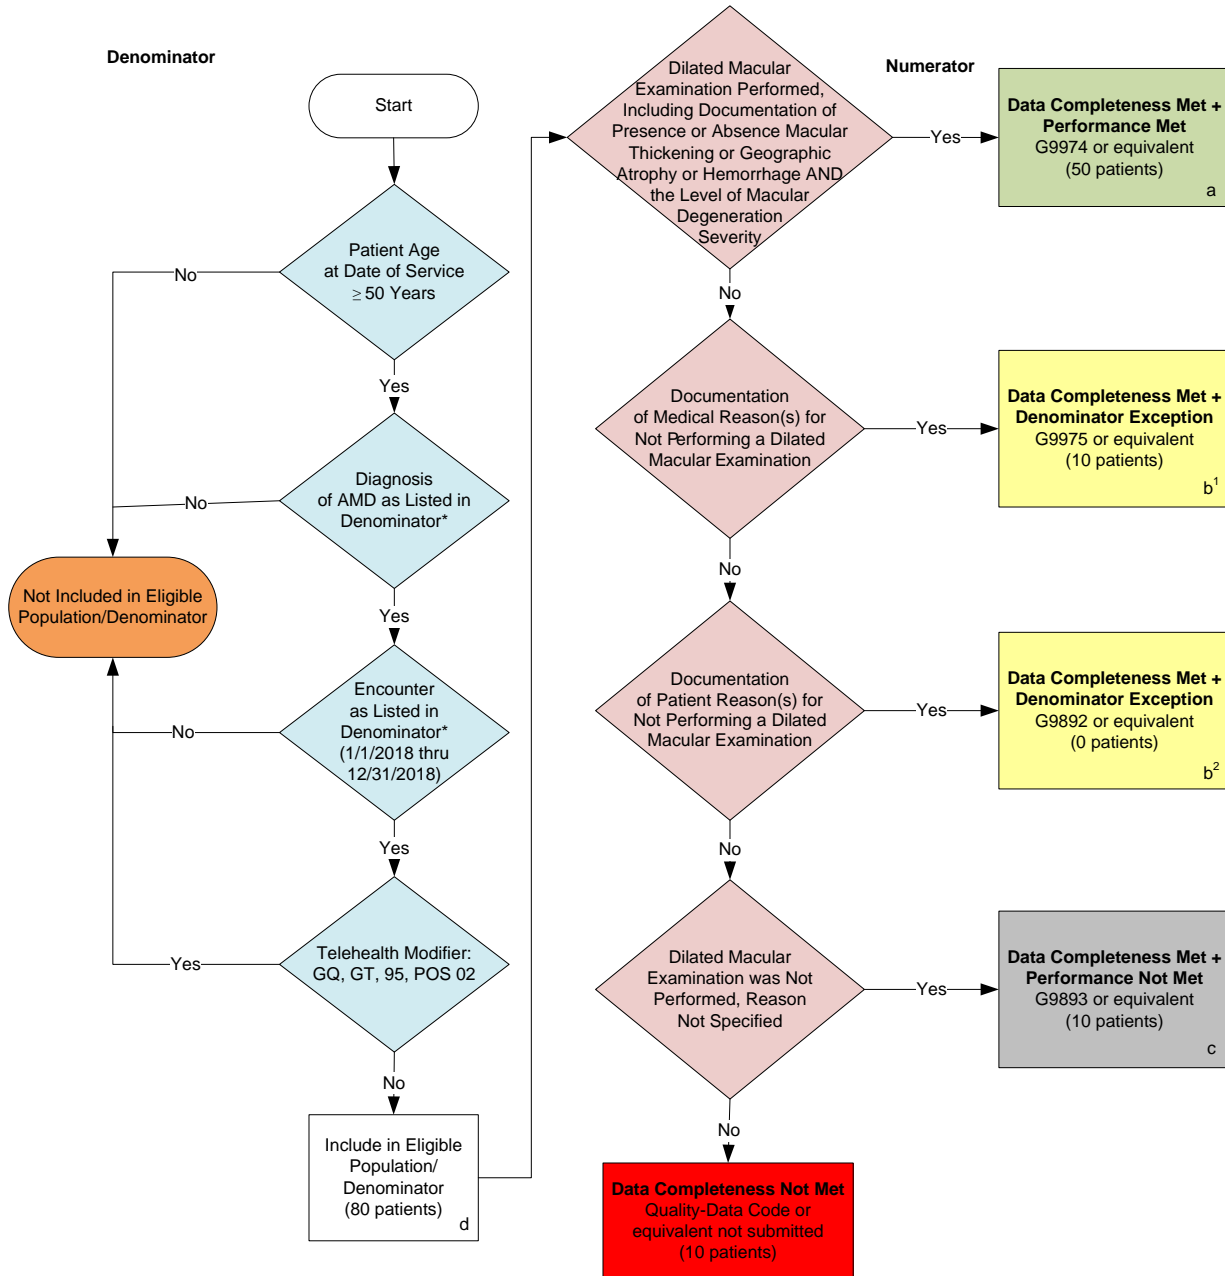 Denominator
Start
Patient Age
at Date of Service
≥ 50 Years
No
Yes
Diagnosis
of AMD as Listed in
Denominator*
No
Not Included in Eligible
Population/Denominator
Yes
Encounter
as Listed in
Denominator*
(1/1/2018 thru
12/31/2018)
No
Yes
Telehealth Modifier:
GQ, GT, 95, POS 02
Yes
No
Include in Eligible
Population/
Denominator
(80 patients)
d
Numerator
Dilated Macular
Examination Performed,
Including Documentation of
Presence or Absence Macular
Thickening or Geographic
Atrophy or Hemorrhage AND
the Level of Macular
Degeneration
Severity
Yes
Data Completeness Met +
Performance Met
G9974 or equivalent
(50 patients)
a
No
Documentation
of Medical Reason(s) for
Not Performing a Dilated
Macular Examination
Yes
Data Completeness Met +
Denominator Exception
G9975 or equivalent
(10 patients)
b¹
No
Documentation
of Patient Reason(s) for
Not Performing a Dilated
Macular Examination
Yes
Data Completeness Met +
Denominator Exception
G9892 or equivalent
(0 patients)
b²
No
Dilated Macular
Examination was Not
Performed, Reason
Not Specified
Yes
Data Completeness Met +
Performance Not Met
G9893 or equivalent
(10 patients)
c
No
Data Completeness Not Met
Quality-Data Code or
equivalent not submitted
(10 patients)